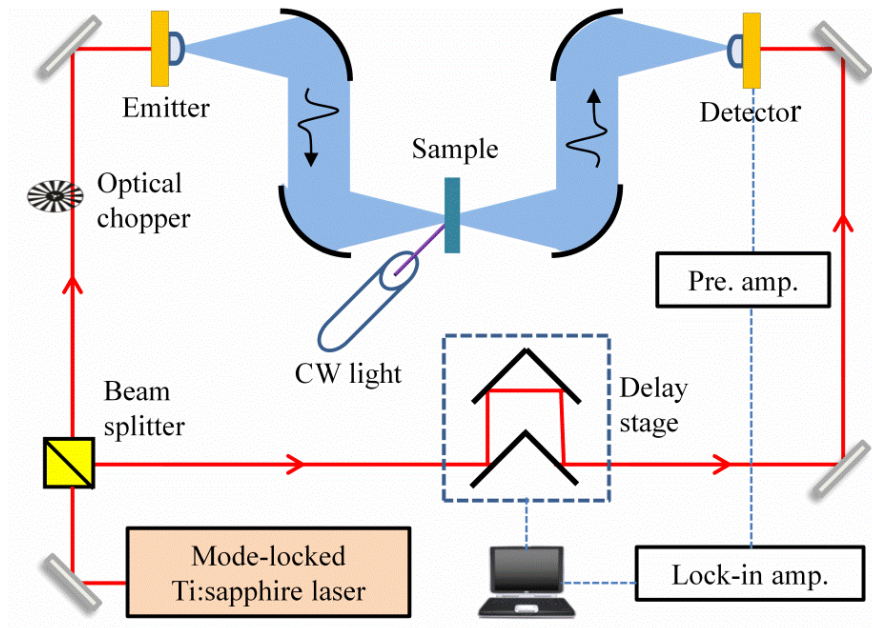 Emitter
Detector
Sample
Optical
chopper
Pre. amp.
CW light
Beam
splitter
Delay
stage
Mode-locked
Ti:sapphire laser
Lock-in amp.